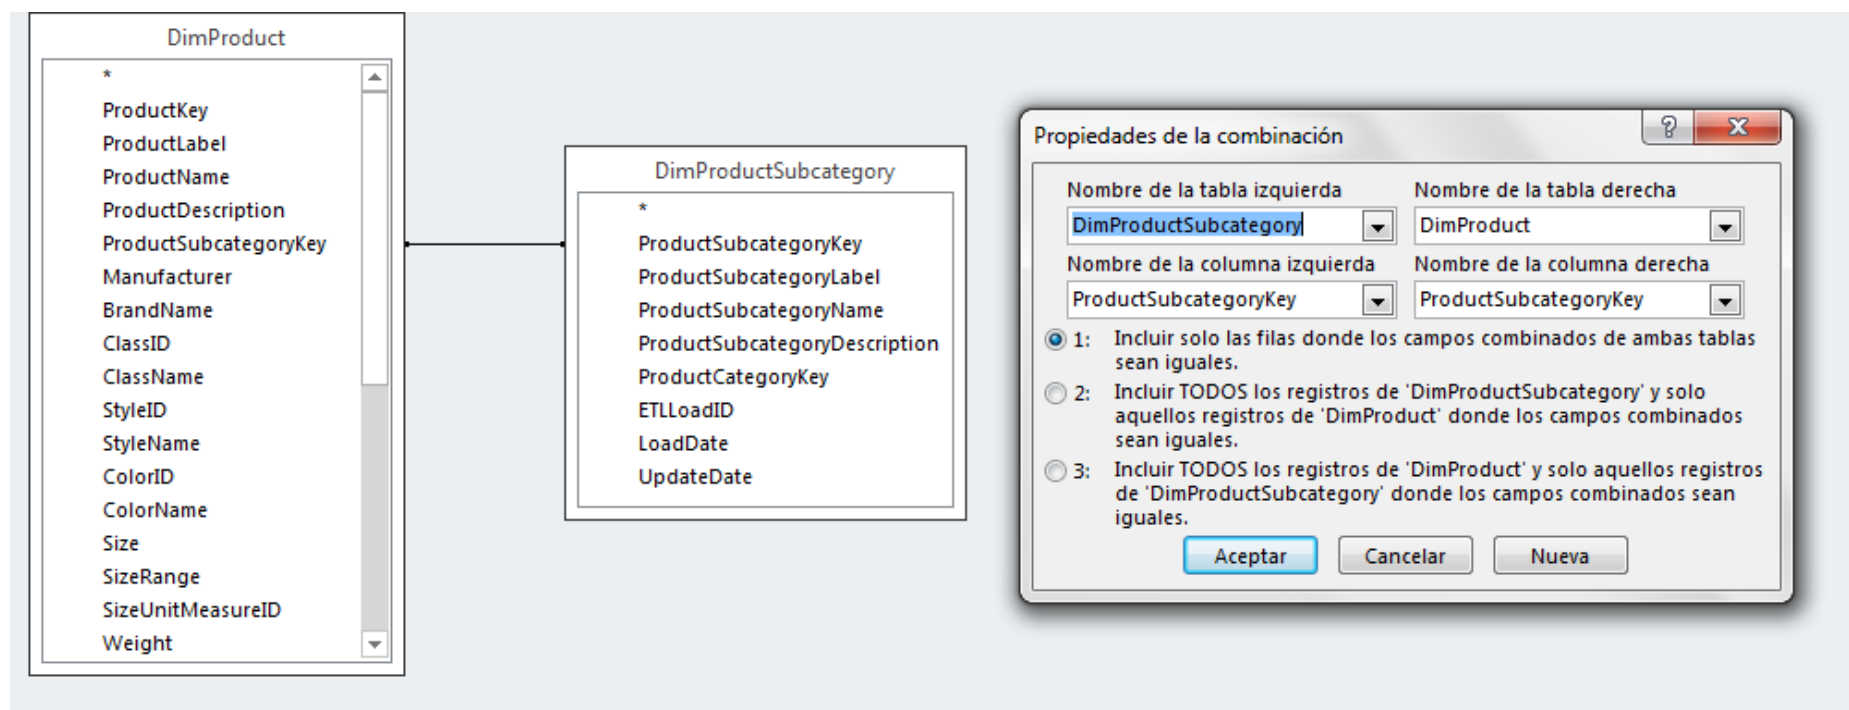 DimProduct
*
ProductKey
ProductLabel
ProductName
ProductDescription
ProductSubcategoryKey
Manufacturer
BrandName
ClassID
ClassName
StyleID
StyleName
ColorID
ColorName
Size
SizeRange
SizeUnitMeasureID
Weight
DimProductSubcategory
*
ProductSubcategoryKey
ProductSubcategoryLabel
ProductSubcategoryName
ProductSubcategoryDescription
ProductCategoryKey
ETLLoadID
LoadDate
UpdateDate
Propiedades de la combinación
Nombre de la tabla izquierda
Nombre de la tabla derecha
DimProductSubcategory
DimProduct
Nombre de la columna izquierda
Nombre de la columna derecha
ProductSubcategoryKey
ProductSubcategoryKey
1: Incluir solo las filas donde los campos combinados de ambas tablas
sean iguales.
2: Incluir TODOS los registros de 'DimProductSubcategory' y solo
aquellos registros de 'DimProduct' donde los campos combinados
sean iguales.
3: Incluir TODOS los registros de 'DimProduct' y solo aquellos registros
de 'DimProductSubcategory' donde los campos combinados sean
iguales.
Aceptar
Cancelar
Nueva